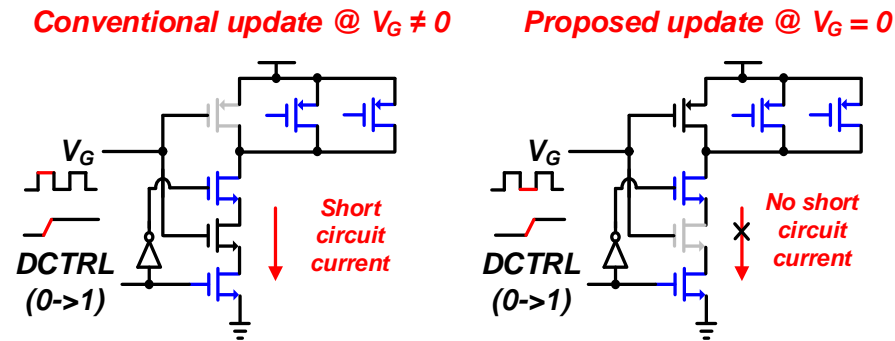 Conventional update @ VG ≠ 0
Proposed update @ VG = 0
VG
Short
circuit
current
DCTRL
(0->1)
VG
No short
circuit
current
DCTRL
(0->1)